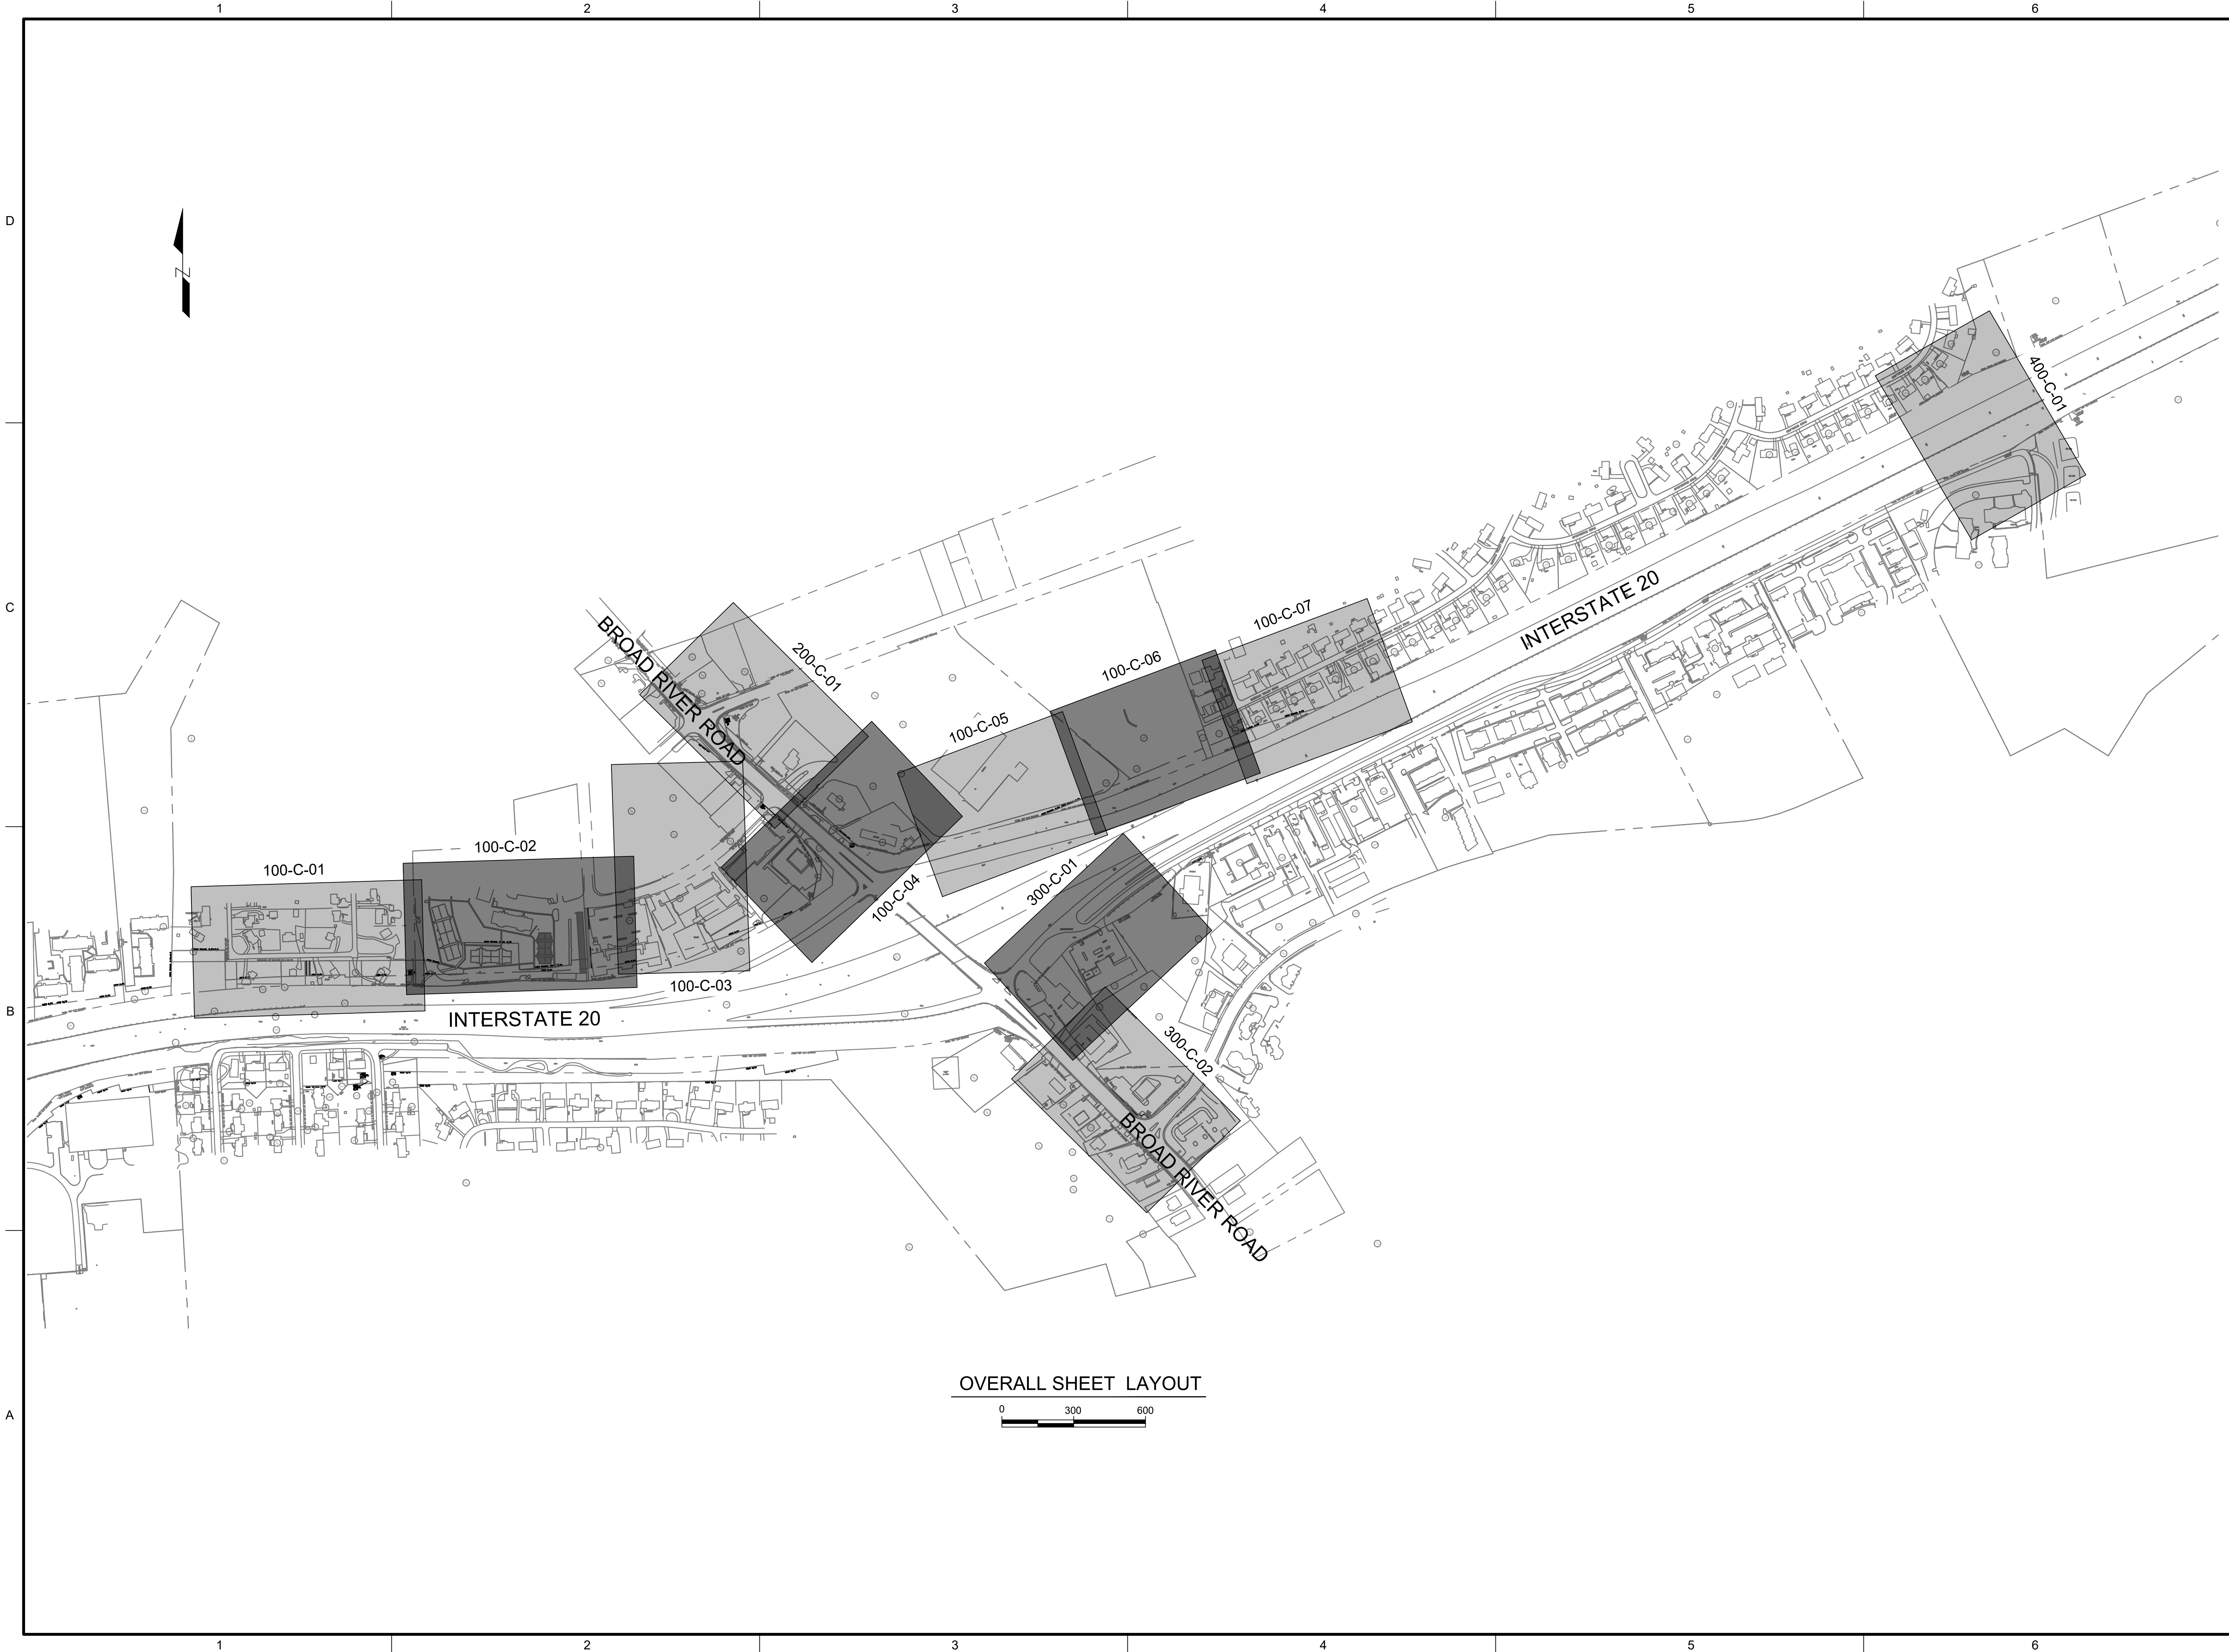 1 2 3 4 5 6
D
N
400-C-01
C
INTERSTATE 20
100-C-07
BROAD RIVER ROAD
200-C-01
100-C-06
100-C-05
100-C-02
100-C-01
300-C-01
100-C-04
100-C-03
B
INTERSTATE 20
300-C-02
BROAD RIVER ROAD
OVERALL SHEET LAYOUT
A
0 300 600
1 2 3 4 5 6